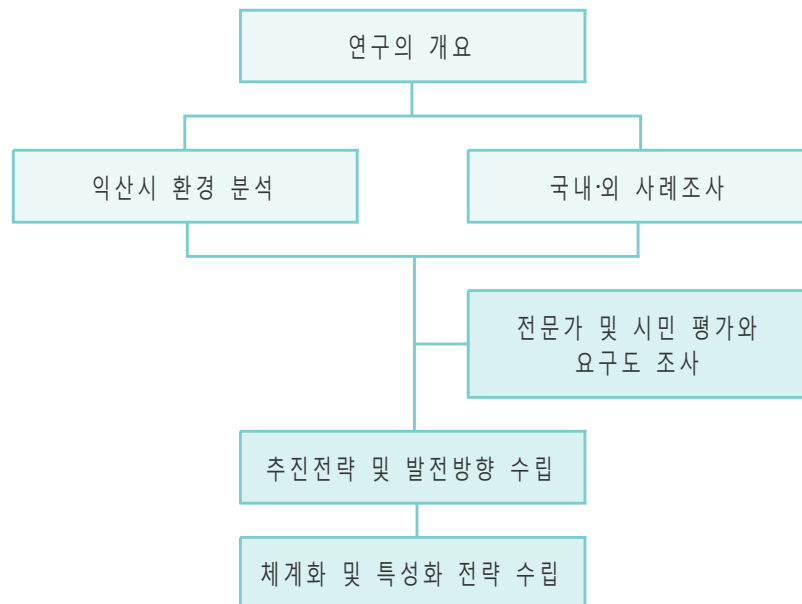 연구의 개요
익산시 환경 분석
국내·외 사례조사
전문가 및 시민 평가와
요구도 조사
추진전략 및 발전방향 수립
체계화 및 특성화 전략 수립